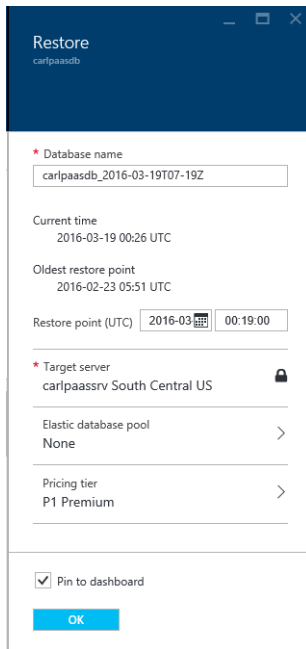 Restore
carlpaasdb
* Database name
carlpaasdb_2016-03-19T07-19Z
Current time
2016-03-19 00:26 UTC
Oldest restore point
2016-02-23 05:51 UTC
Restore point (UTC) 2016-03- 00:19:00
* Target server
carlpaassrv South Central US
Elastic database pool
None
Pricing tier
P1 Premium
Pin to dashboard
OK